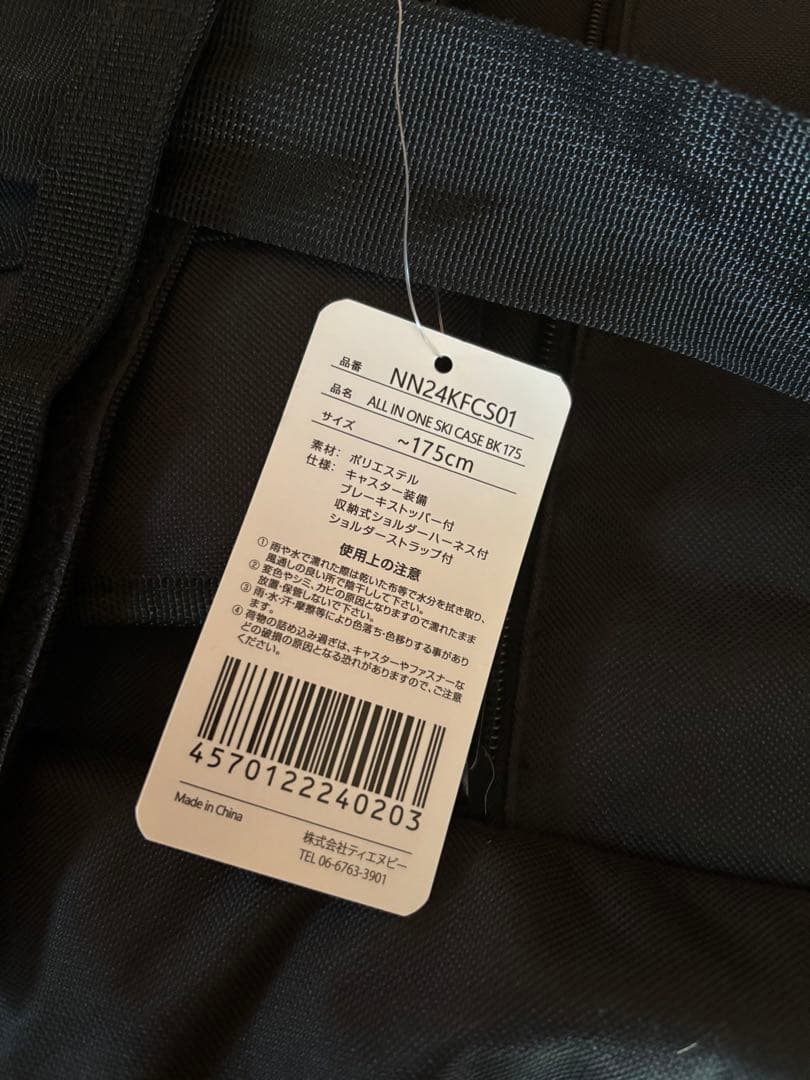 品番 NN24KFCS01
品名 ALL IN ONE SKI CASE BK 175
サイズ ~175cm
素材: ポリエステル
仕様: キャスター装備
ブレーキストッパー付
収納式ショルダーハーネス付
ショルダーストラップ付
使用上の注意
① 雨や水で濡れた際は乾いた布等で水分を拭き取り、
風通しの良い所で陰干しして下さい。
② 変色やシミ、カビの原因となりますので濡れたまま
放置・保管しないで下さい。
③ 雨・水・汗・摩擦等により色落ち・色移りする事があり
ます。
④ 荷物の詰め込み過ぎは、キャスターやファスナーな
どの破損の原因となる恐れがありますので、ご注意
ください。
4570122240203
Made in China
株式会社ティエヌピー
TEL 06-6763-3901